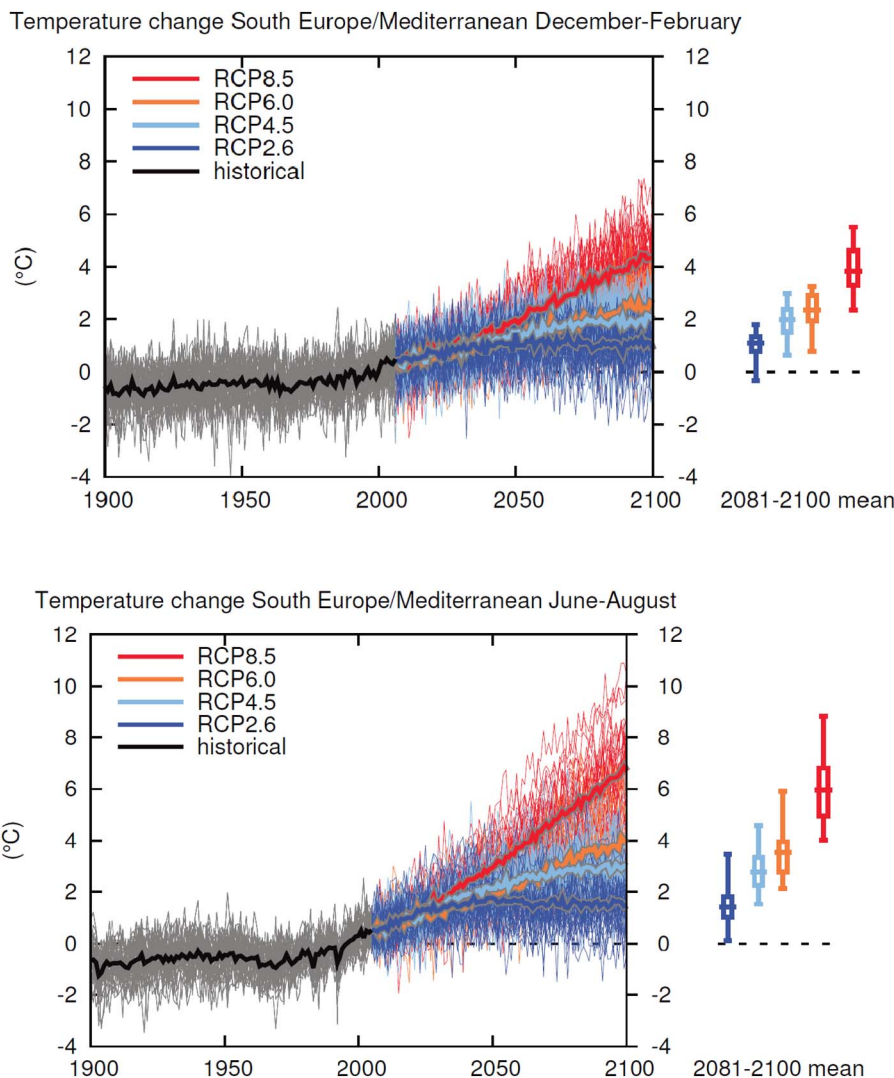 Temperature change South Europe/Mediterranean December-February
12
10
8
6
4
2
0
-2
-4
(°C)
RCP8.5
RCP6.0
RCP4.5
RCP2.6
historical
1900
1950
2000
2050
2100
12
10
8
6
4
2
0
-2
-4
2081-2100 mean
Temperature change South Europe/Mediterranean June-August
12
10
8
6
4
2
0
-2
-4
(°C)
RCP8.5
RCP6.0
RCP4.5
RCP2.6
historical
1900
1950
2000
2050
2100
12
10
8
6
4
2
0
-2
-4
2081-2100 mean